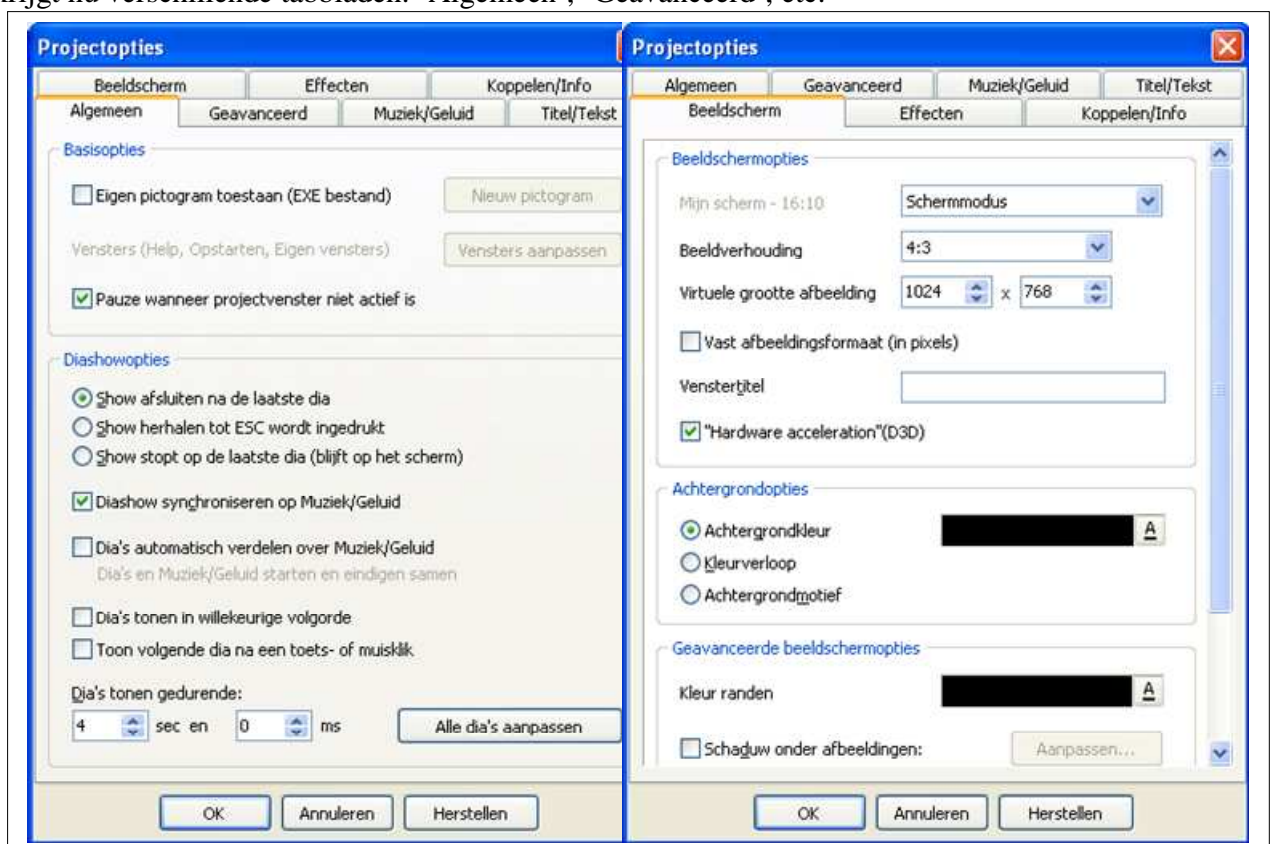 krijgt nu verschillende tabbladen: "Algemeen", "Geavanceerd", etc.
Projectopties
Beeldscherm Effecten Koppelen/Info
Algemeen Geavanceerd Muziek/Geluid Titel/Tekst
Basisopties
Eigen pictogram toestaan (EXE bestand) Nieuw pictogram
Vensters (Help, Opstarten, Eigen vensters) Vensters aanpassen
Pauze wanneer projectvenster niet actief is
Diashowopties
Show afsluiten na de laatste dia
Show herhalen tot ESC wordt ingedrukt
Show stopt op de laatste dia (blijft op het scherm)
Diashow synchroniseren op Muziek/Geluid
Dia's automatisch verdelen over Muziek/Geluid
Dia's en Muziek/Geluid starten en eindigen samen
Dia's tonen in willekeurige volgorde
Toon volgende dia na een toets- of muisklik
Dia's tonen gedurende:
4 sec en 0 ms Alle dia's aanpassen
OK Annuleren Herstellen
Projectopties
Algemeen Geavanceerd Muziek/Geluid Titel/Tekst
Beeldscherm Effecten Koppelen/Info
Beeldschermopties
Mijn scherm - 16:10 Schermmodus
Beeldverhouding 4:3
Virtuele grootte afbeelding 1024 x 768
Vast afbeeldingsformaat (in pixels)
Venstertitel
"Hardware acceleration"(D3D)
Achtergrondopties
Achtergrondkleur A
Kleurverloop
Achtergrondmotief
Geavanceerde beeldschermopties
Kleur randen A
Schaduw onder afbeeldingen: Aanpassen...
OK Annuleren Herstellen